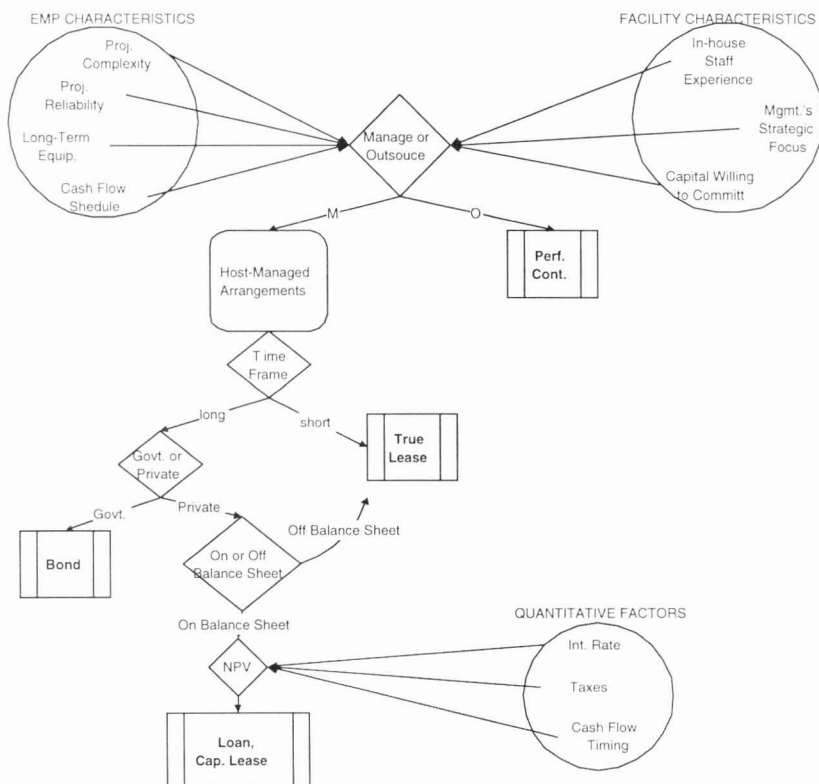 EMP CHARACTERISTICS
FACILITY CHARACTERISTICS
Proj.
Complexity
Proj.
Reliability
Long-Term
Equip.
Cash Flow
Shedule
In-house
Staff
Experience
Mgmt.'s
Strategic
Focus
Capital Willing
to Committ
Manage or
Outsouce
M
O
Host-Managed
Arrangements
Perf.
Cont.
Time
Frame
long
short
True
Lease
Govt. or
Private
Govt.
Private
Bond
On or Off
Balance Sheet
Off Balance Sheet
On Balance Sheet
QUANTITATIVE FACTORS
NPV
Int. Rate
Taxes
Cash Flow
Timing
Loan,
Cap. Lease